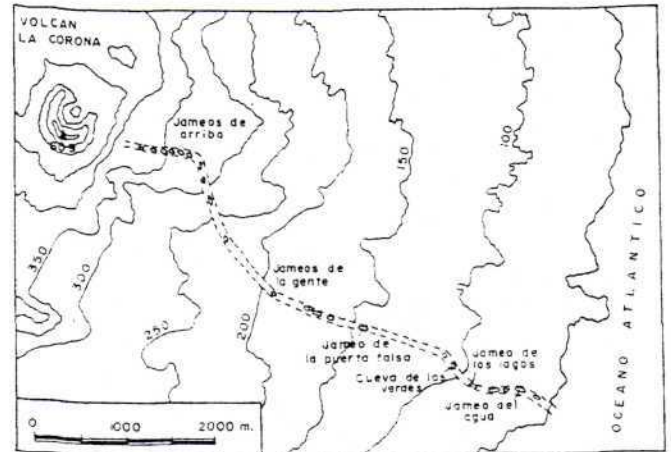 VOLCAN
LA CORONA
609
Jameos de
arriba
100
150
350
300
Jameos de
la gente
250
200
Jameo de
la puerta falsa
Jameo de
los lagos
Cueva de los
verdes
Jameo del
agua
OCEANO ATLANTICO
0 1000 2000 m.